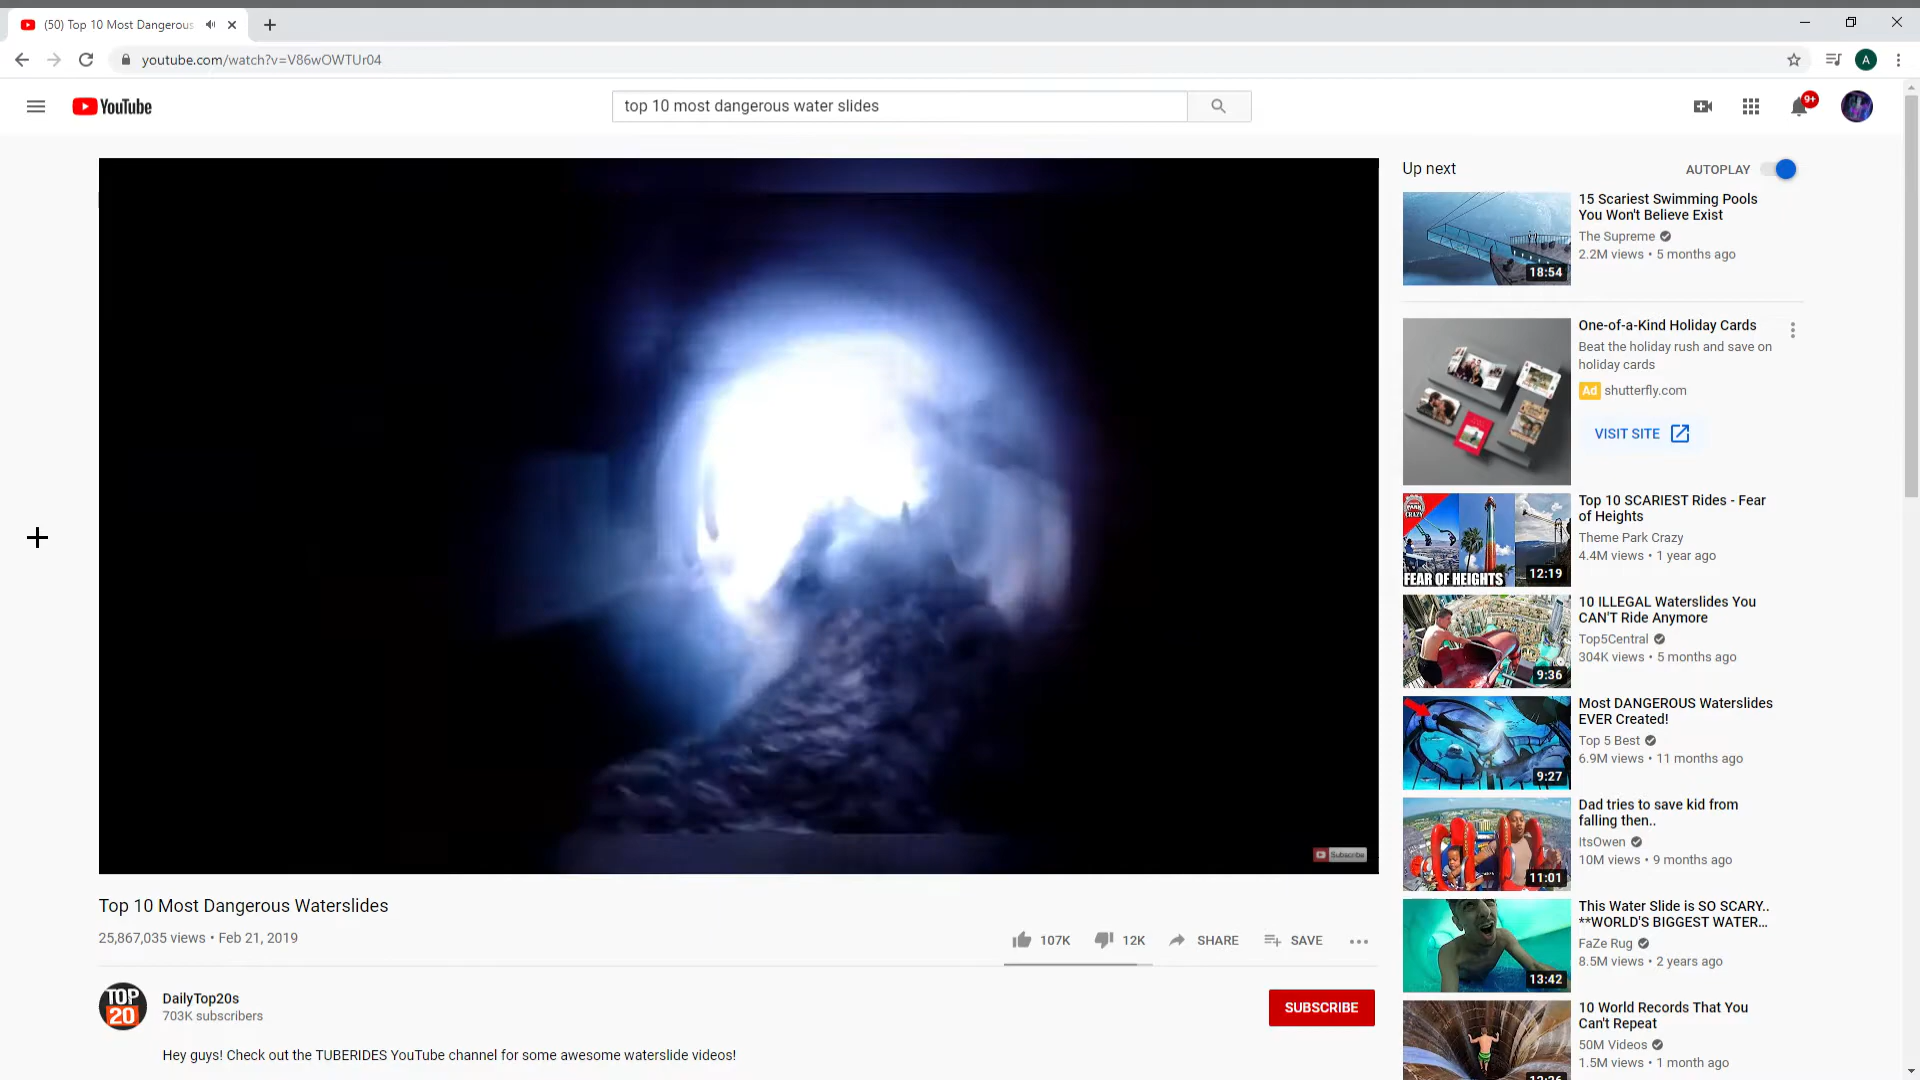 (50) Top 10 Most Dangerous
youtube.com/watch?v=V86wOWTUr04
A
YouTube
top 10 most dangerous water slides
9+
Up next
AUTOPLAY
15 Scariest Swimming Pools
You Won't Believe Exist
The Supreme
2.2M views • 5 months ago
18:54
One-of-a-Kind Holiday Cards
Beat the holiday rush and save on
holiday cards
Ad shutterfly.com
VISIT SITE
Top 10 SCARIEST Rides - Fear
of Heights
Theme Park Crazy
4.4M views • 1 year ago
PARK
CRAZY
FEAR OF HEIGHTS
12:19
10 ILLEGAL Waterslides You
CAN'T Ride Anymore
Top5Central
304K views • 5 months ago
9:36
Most DANGEROUS Waterslides
EVER Created!
Top 5 Best
6.9M views • 11 months ago
9:27
Dad tries to save kid from
falling then..
ItsOwen
10M views • 9 months ago
11:01
This Water Slide is SO SCARY..
**WORLD'S BIGGEST WATER...
FaZe Rug
8.5M views • 2 years ago
13:42
10 World Records That You
Can't Repeat
50M Videos
1.5M views • 1 month ago
Subscribe
Top 10 Most Dangerous Waterslides
25,867,035 views • Feb 21, 2019
107K
12K
SHARE
SAVE
TOP
20
DailyTop20s
703K subscribers
SUBSCRIBE
Hey guys! Check out the TUBERIDES YouTube channel for some awesome waterslide videos!